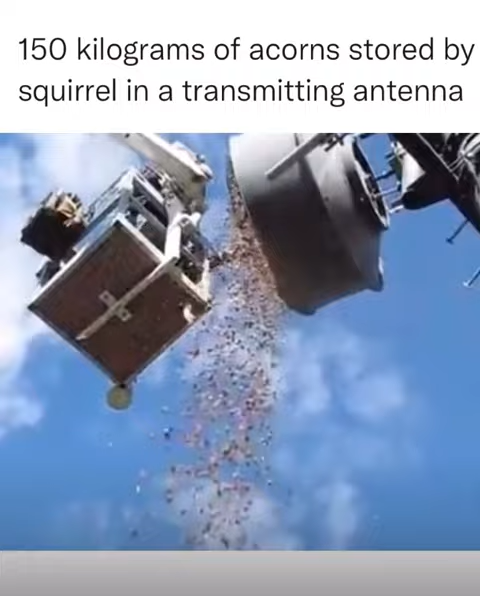 150 kilograms of acorns stored by
squirrel in a transmitting antenna